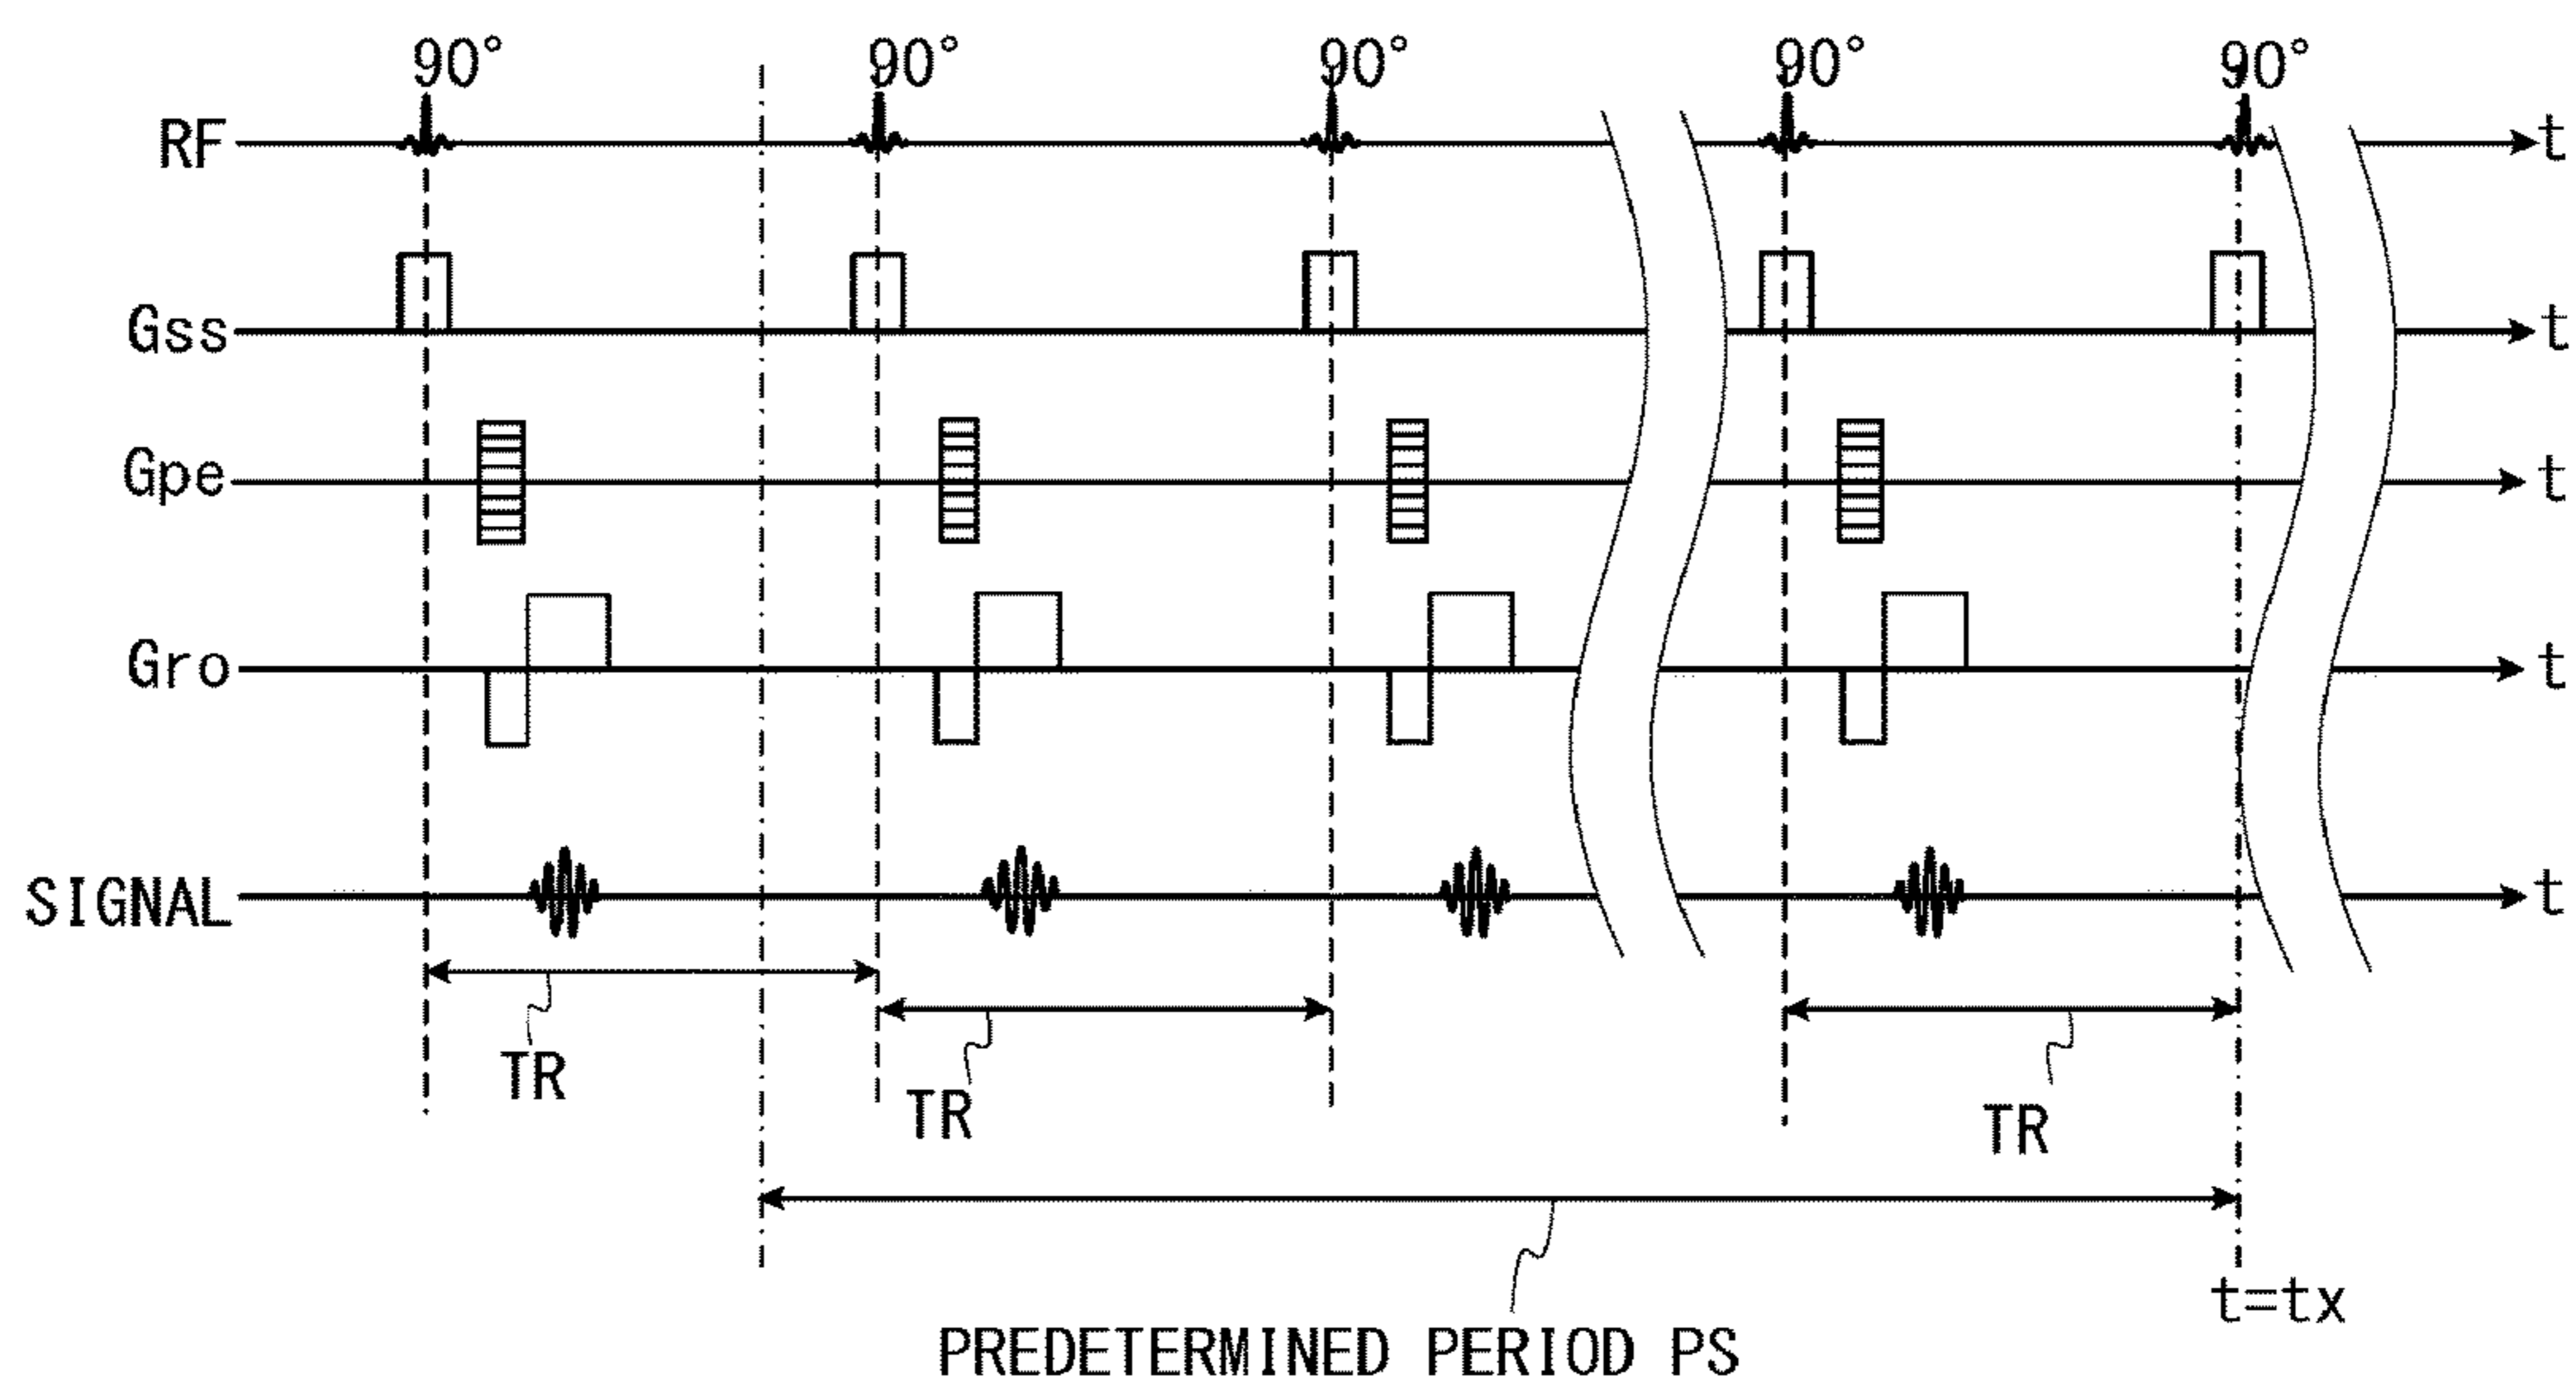 90° 90° 90° 90° 90°
RF t
Gss t
Gpe t
Gro t
SIGNAL t
TR
TR
TR
t=tx
PREDETERMINED PERIOD PS